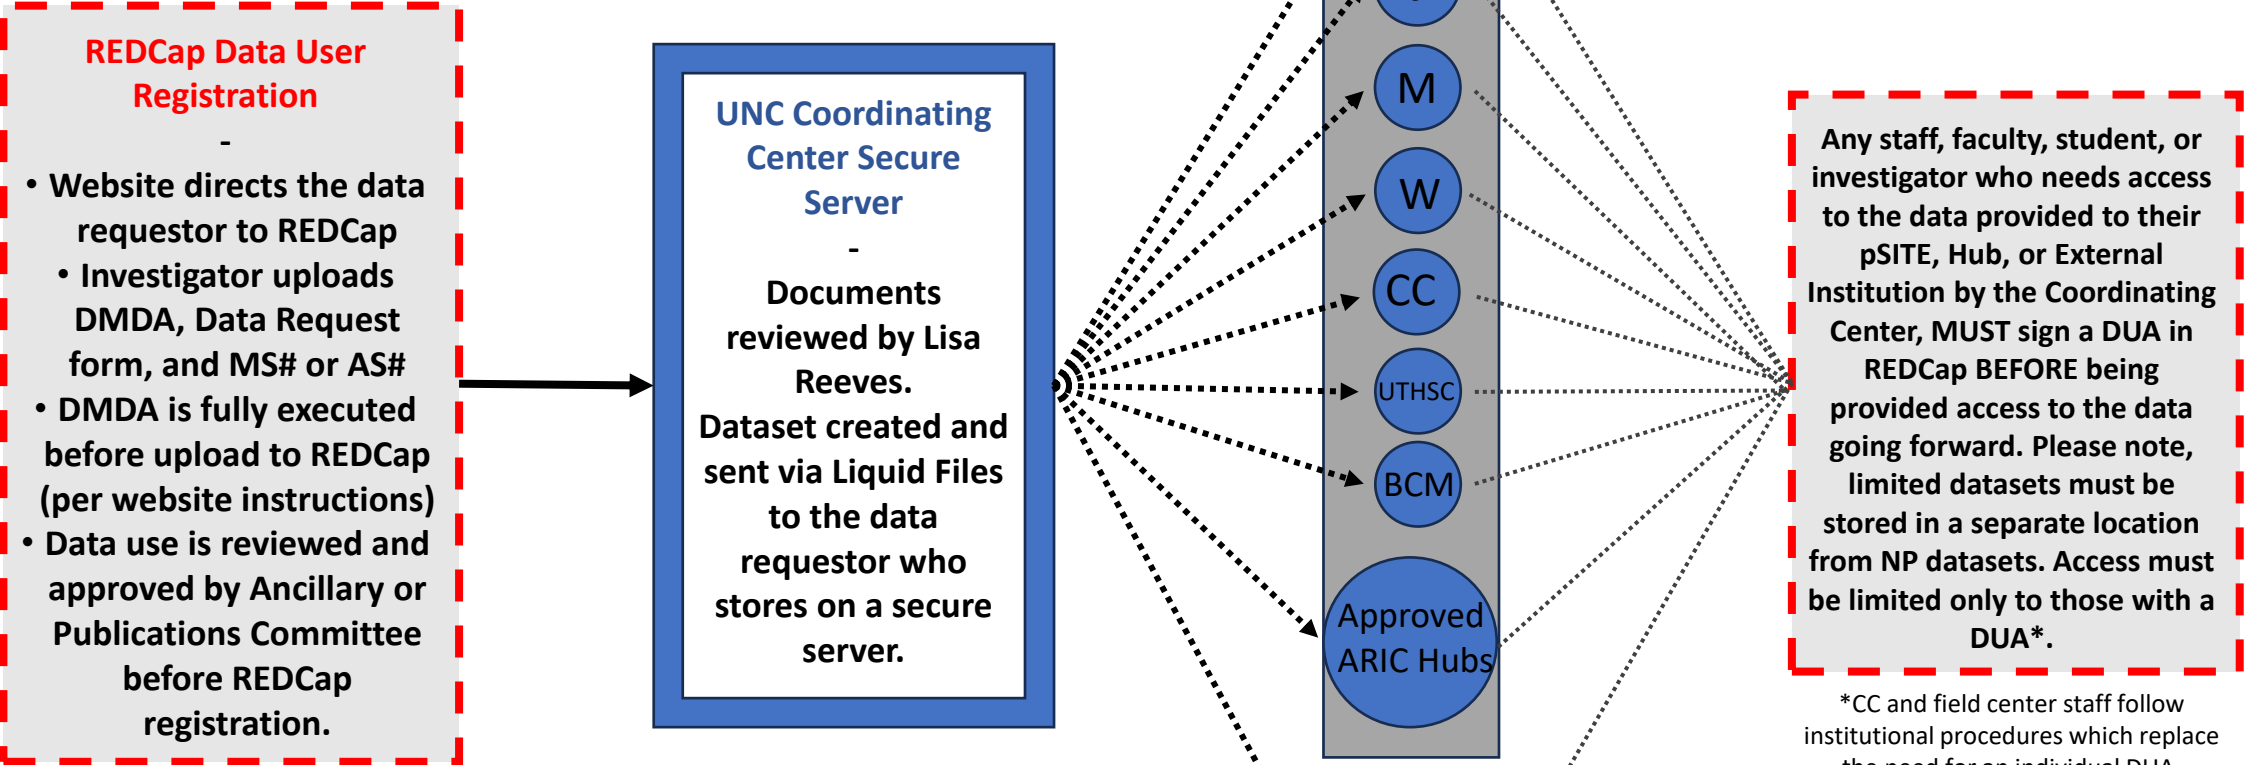 REDCap Data User
Registration
-
• Website directs the data
requestor to REDCap
• Investigator uploads
DMDA, Data Request
form, and MS# or AS#
• DMDA is fully executed
before upload to REDCap
(per website instructions)
• Data use is reviewed and
approved by Ancillary or
Publications Committee
before REDCap
registration.
UNC Coordinating
Center Secure
Server
-
Documents
reviewed by Lisa
Reeves.
Dataset created and
sent via Liquid Files
to the data
requestor who
stores on a secure
server.
M
W
CC
UTHSC
BCM
Approved
ARIC Hubs
Any staff, faculty, student, or
investigator who needs access
to the data provided to their
pSITE, Hub, or External
Institution by the Coordinating
Center, MUST sign a DUA in
REDCap BEFORE being
provided access to the data
going forward. Please note,
limited datasets must be
stored in a separate location
from NP datasets. Access must
be limited only to those with a
DUA*.
*CC and field center staff follow
institutional procedures which replace
the need for an individual DUA